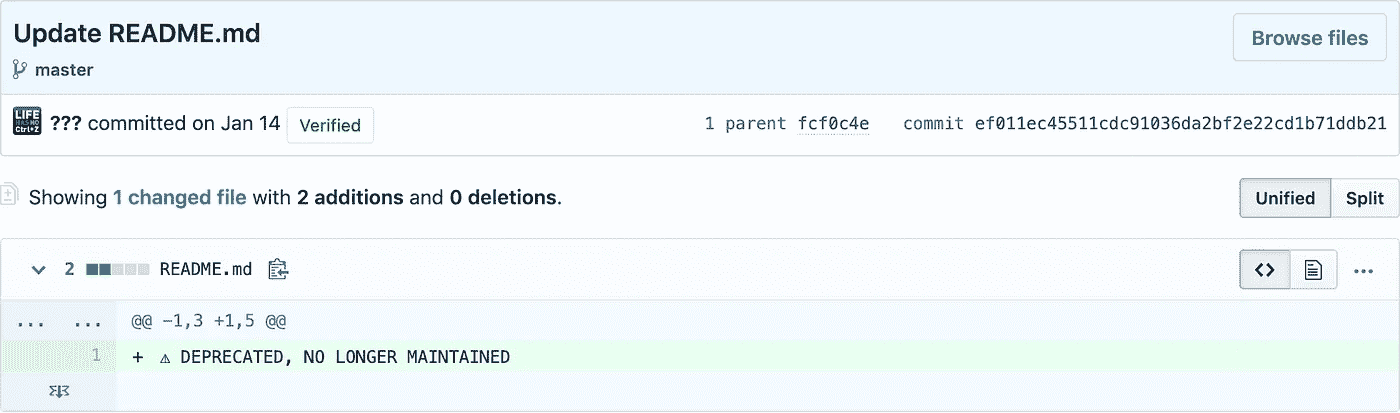 Update README.md
Browse files
master
LIFE
HAS NO
Ctrl+Z
??? committed on Jan 14 Verified
1 parent fcf0c4e commit ef011ec45511cdc91036da2bf2e22cd1b71ddb21
Showing 1 changed file with 2 additions and 0 deletions.
Unified Split
2 README.md
... ... @@ -1,3 +1,5 @@
1 + ⚠ DEPRECATED, NO LONGER MAINTAINED